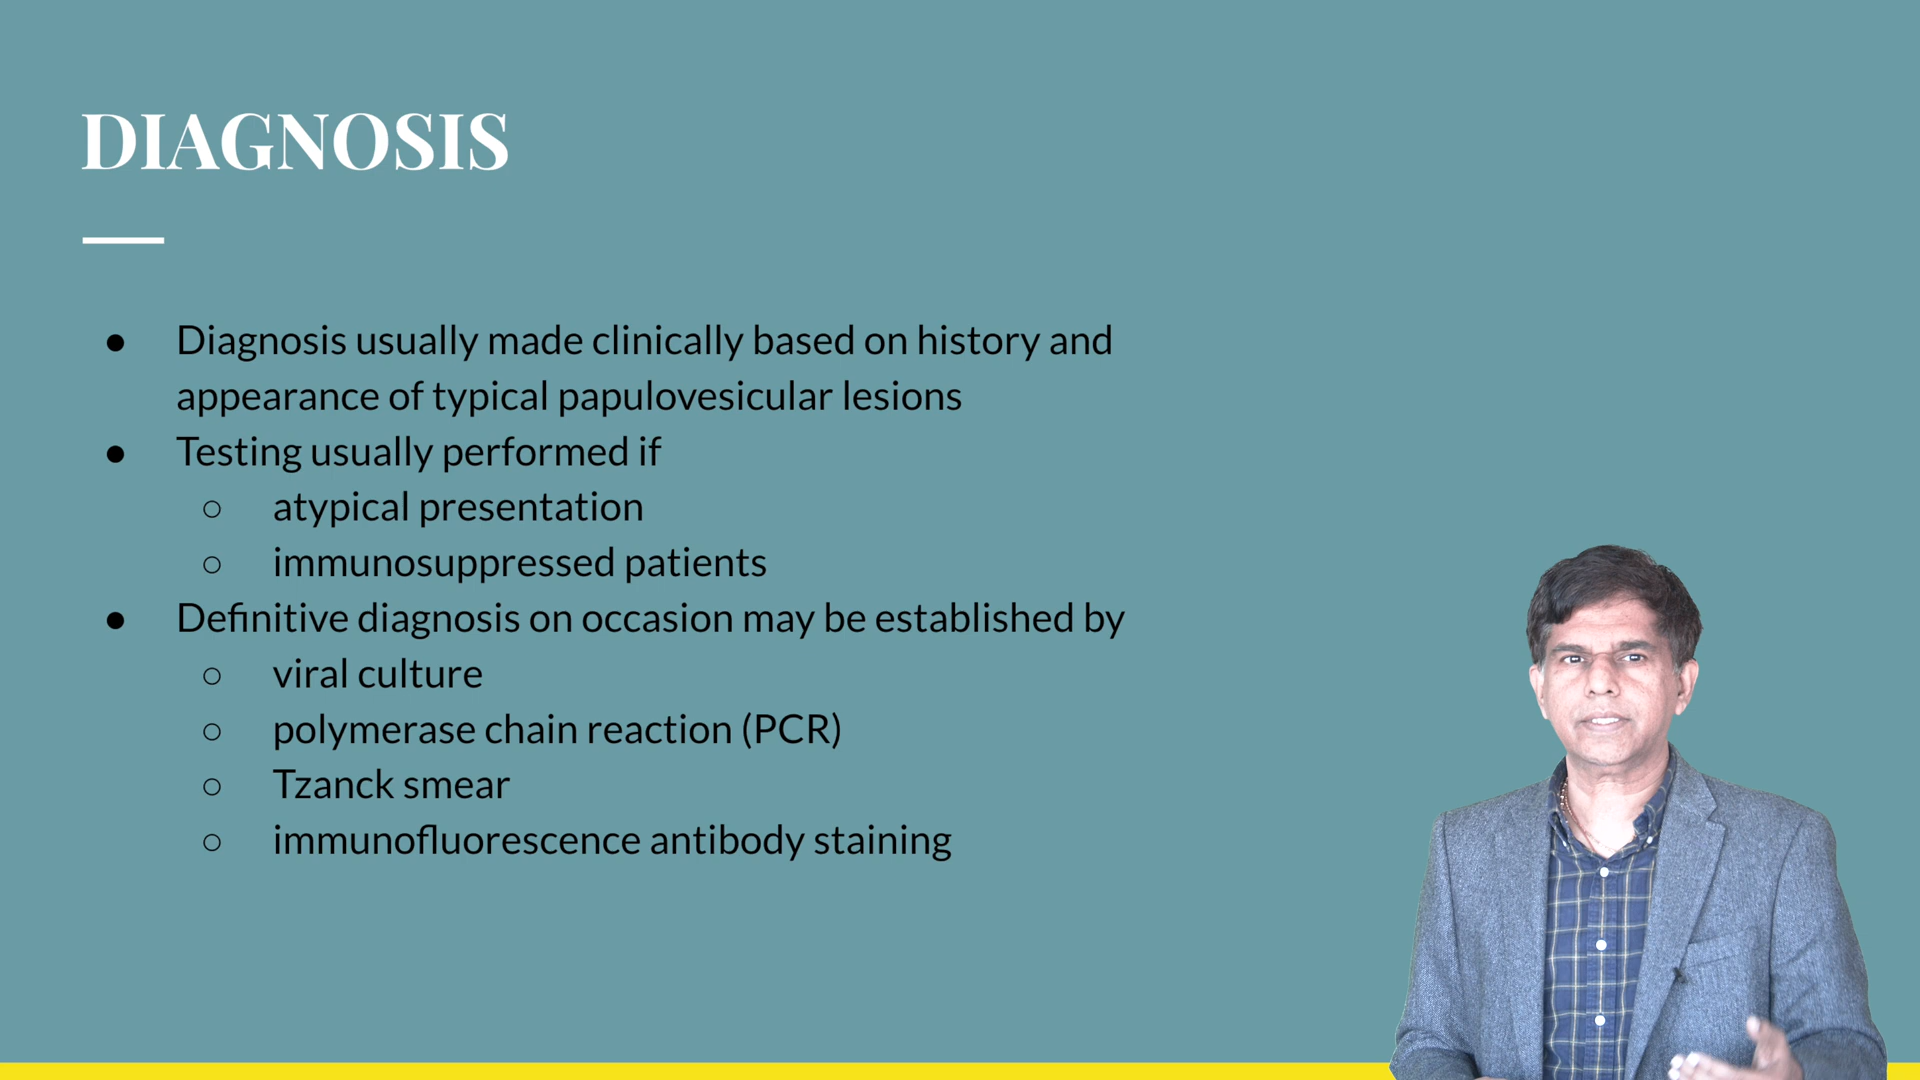 DIAGNOSIS
● Diagnosis usually made clinically based on history and
appearance of typical papulovesicular lesions
● Testing usually performed if
○ atypical presentation
○ immunosuppressed patients
● Definitive diagnosis on occasion may be established by
○ viral culture
○ polymerase chain reaction (PCR)
○ Tzanck smear
○ immunofluorescence antibody staining